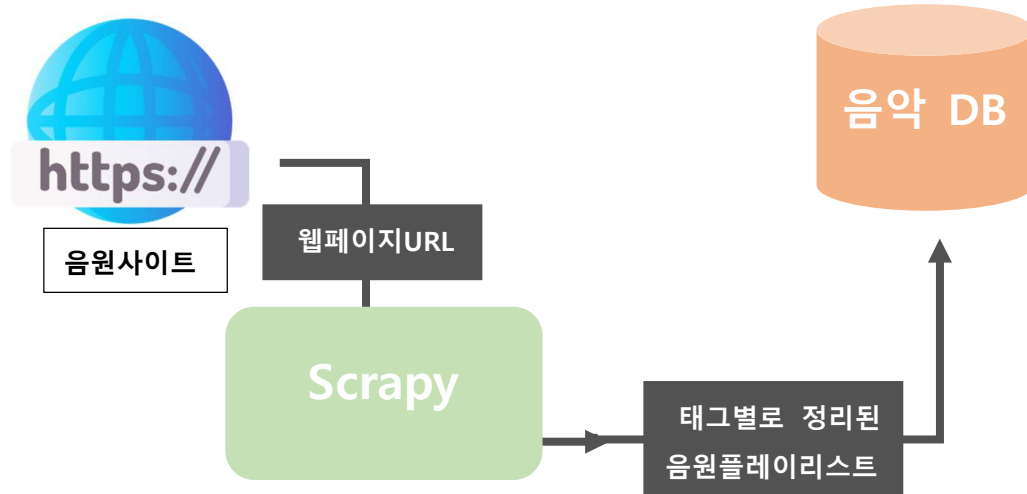 https://
음원사이트
웹페이지URL
Scrapy
태그별로 정리된
음원플레이리스트
음악 DB